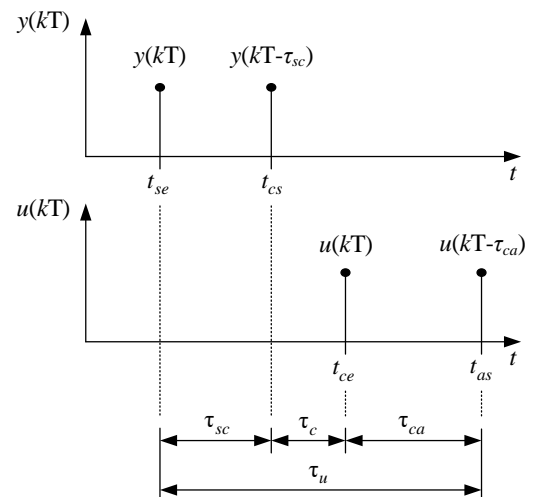 y(kT)
y(kT) y(kT-τsc)
tse tcs t
u(kT)
u(kT) u(kT-τca)
tce tas t
τsc τc τca
τu